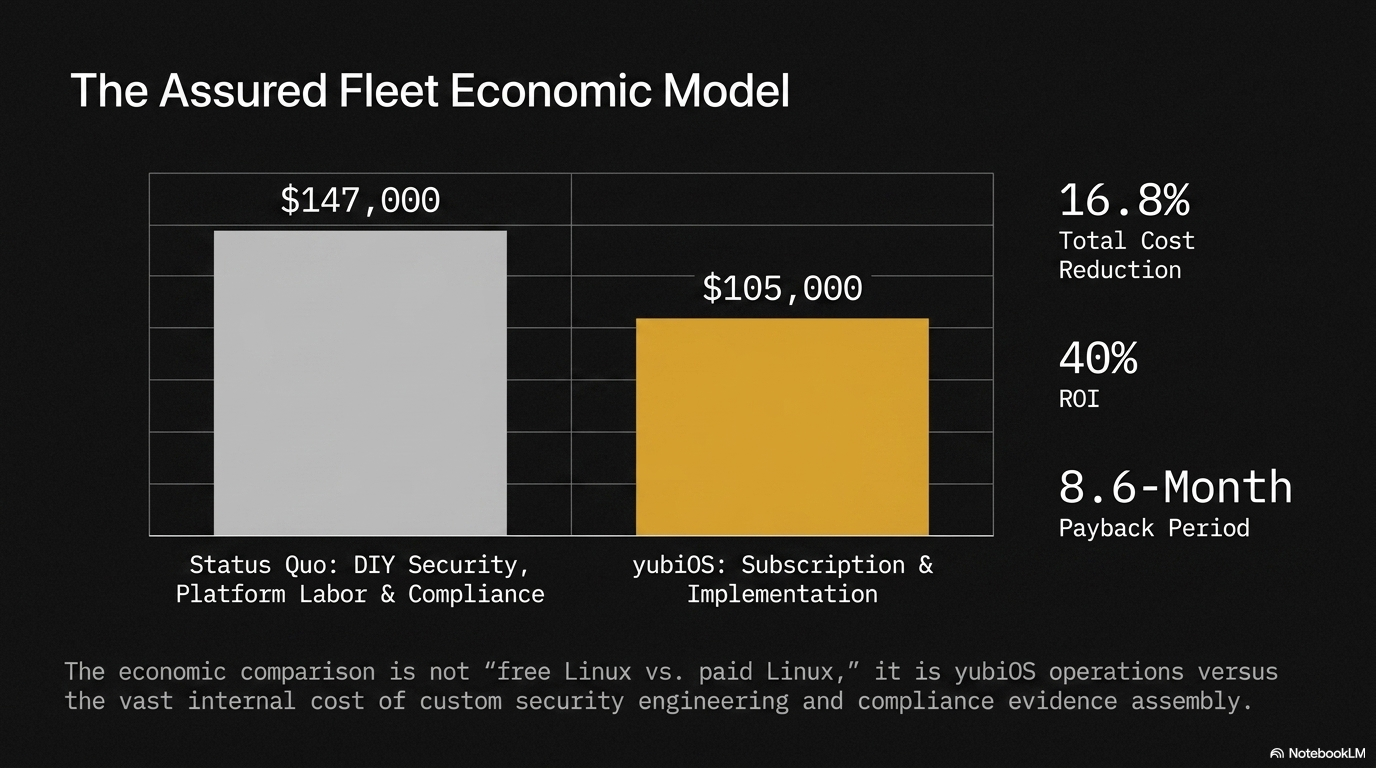 The Assured Fleet Economic Model
$147,000
$105,000
Status Quo: DIY Security,
Platform Labor & Compliance
yubiOS: Subscription &
Implementation
16.8%
Total Cost
Reduction
40%
ROI
8.6-Month
Payback Period
The economic comparison is not “free Linux vs. paid Linux,” it is yubiOS operations versus
the vast internal cost of custom security engineering and compliance evidence assembly.
NotebookLM